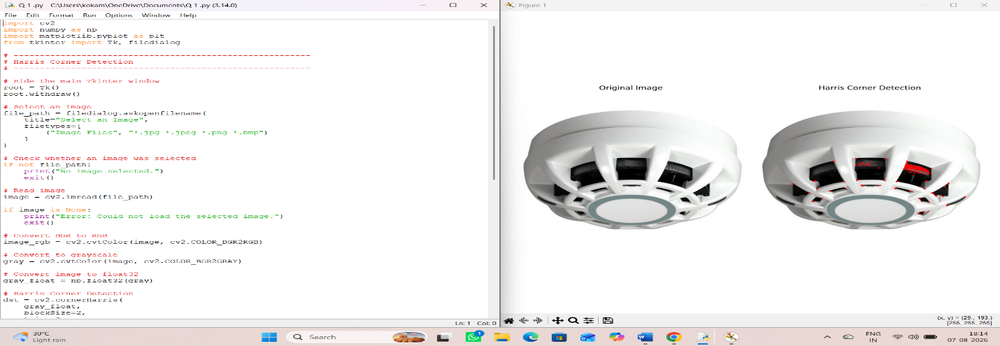 Q 1 .py - C:\Users\kokam\OneDrive\Documents\Q 1 .py (3.14.0)
File Edit Format Run Options Window Help
import cv2
import numpy as np
import matplotlib.pyplot as plt
from tkinter import Tk, filedialog
# ------------------------------------------------------------
# Harris Corner Detection
# ------------------------------------------------------------
# Hide the main Tkinter window
root = Tk()
root.withdraw()
# Select an image
file_path = filedialog.askopenfilename(
title="Select an Image",
filetypes=[
("Image Files", "*.jpg *.jpeg *.png *.bmp")
]
)
# Check whether an image was selected
if not file_path:
print("No image selected.")
exit()
# Read image
image = cv2.imread(file_path)
if image is None:
print("Error: Could not load the selected image.")
exit()
# Convert BGR to RGB
image_rgb = cv2.cvtColor(image, cv2.COLOR_BGR2RGB)
# Convert to grayscale
gray = cv2.cvtColor(image, cv2.COLOR_BGR2GRAY)
# Convert image to float32
gray_float = np.float32(gray)
# Harris Corner Detection
dst = cv2.cornerHarris(
gray_float,
blockSize=2,
Ln: 1 Col: 0
Figure 1
Original Image
Harris Corner Detection
(x, y) = (29., 193.)
[255, 255, 255]
30°C
Light rain
Search
1
ENG
IN
18:14
07-08-2026